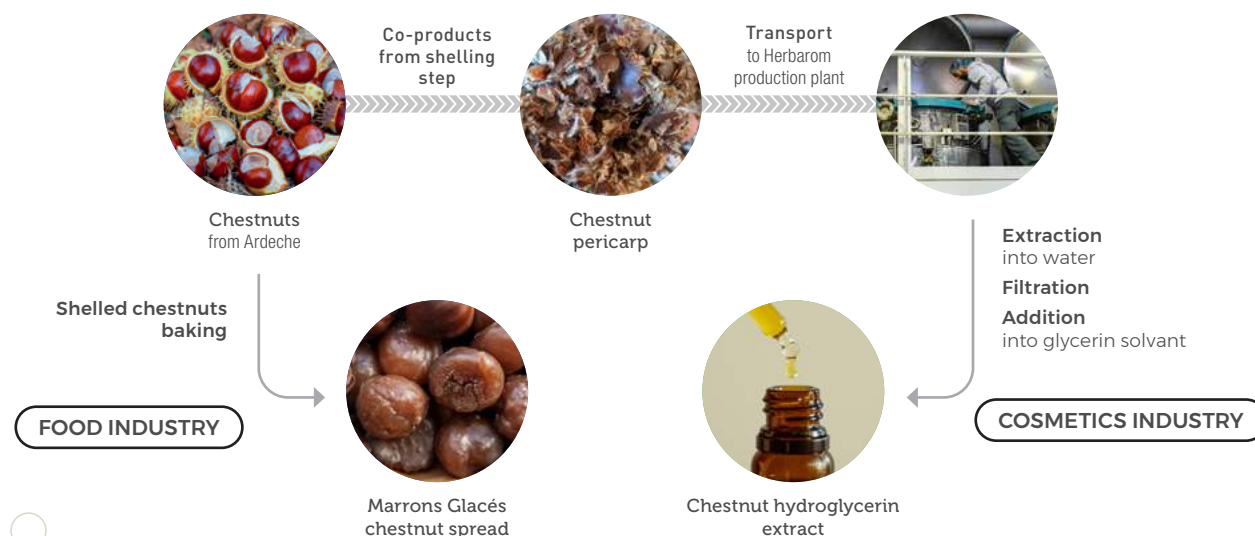 Co-products
from shelling
step
Transport
to Herbarom
production plant
Chestnuts
from Ardeche
Chestnut
pericarp
Extraction
into water
Filtration
Addition
into glycerin solvant
Shelled chestnuts
baking
FOOD INDUSTRY
COSMETICS INDUSTRY
Marrons Glacés
chestnut spread
Chestnut hydroglycerin
extract